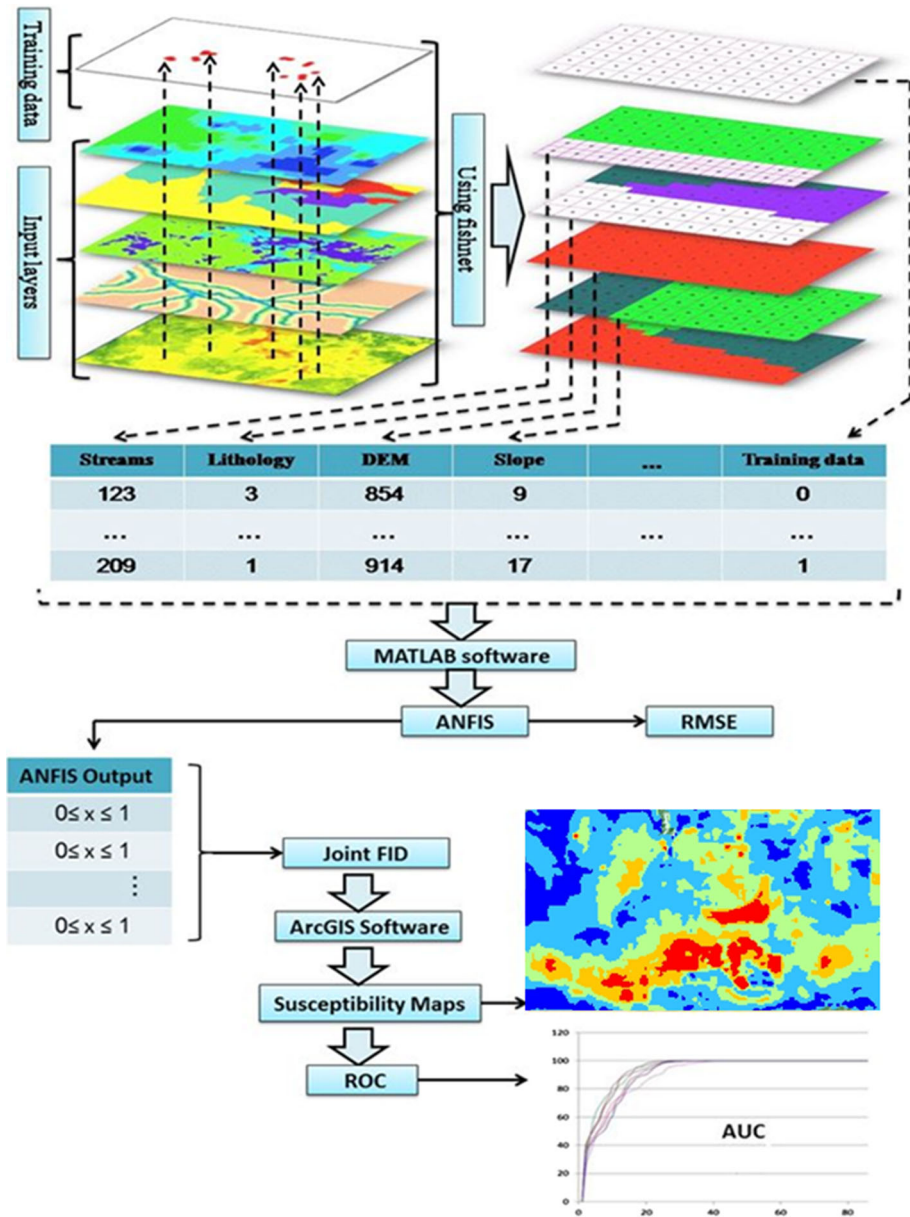 Training data
Input layers
Using fishnet
Streams Lithology DEM Slope ... Training data
123 3 854 9 0
... ... ... ... ... ...
209 1 914 17 1
MATLAB software
ANFIS RMSE
ANFIS Output
0≤ x ≤ 1
0≤ x ≤ 1
⋮
0≤ x ≤ 1
Joint FID
ArcGIS Software
Susceptibility Maps
ROC
120
100
80
60
40
20
0
AUC
0 20 40 60 80